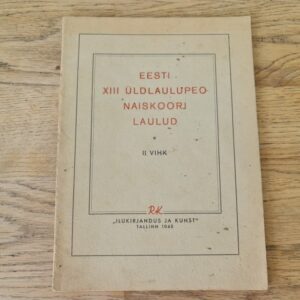 EESTI
XIII ÜLDLAULUPEO
NAISKOORI
LAULUD
*
II VIHK
RK
„ILUKIRJANDUS JA KUNST"
TALLINN 1948